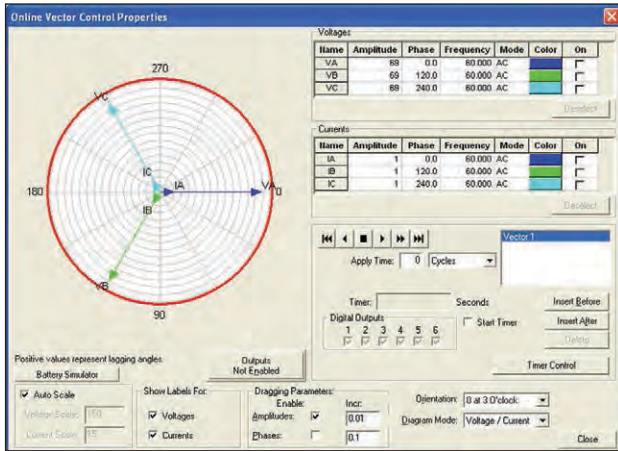 Online Vector Control Properties
270
VC
IC
IA
VA
0
180
IB
VB
90
Positive values represent lagging angles.
Battery Simulator
Outputs
Not Enabled
Voltages
Name Amplitude Phase Frequency Mode Color On
VA 69 0.0 60.000 AC
VB 69 120.0 60.000 AC
VC 69 240.0 60.000 AC
Deselect
Currents
Name Amplitude Phase Frequency Mode Color On
IA 1 0.0 60.000 AC
IB 1 120.0 60.000 AC
IC 1 240.0 60.000 AC
Deselect
Vector 1
Apply Time: 0 Cycles
Timer: Seconds
Insert Before
Digital Outputs
1 2 3 4 5 6
Start Timer
Insert After
Delete
Timer Control
Auto Scale
Voltage Scale: 150
Current Scale: 15
Show Labels For:
Voltages
Currents
Dragging Parameters:
Enable: Incr:
Amplitudes: 0.01
Phases: 0.1
Orientation: 0 at 3 O'clock
Diagram Mode: Voltage / Current
Close